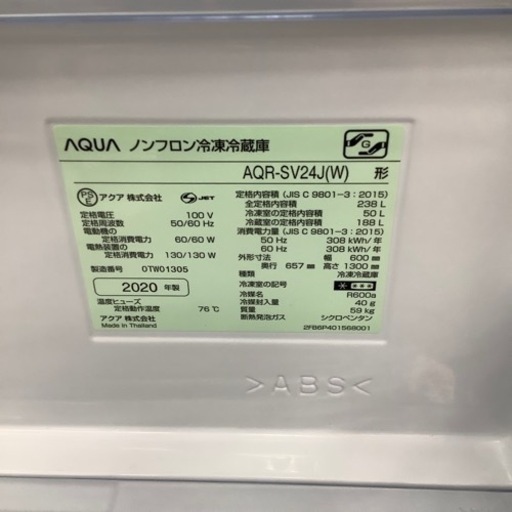 AQUA ノンフロン冷凍冷蔵庫
G
AQR-SV24J(W) 形
PS E アクア 株式会社 S JET
定格電圧 100 V
定格周波数 50/60 Hz
電動機の
定格消費電力 60/60 W
電熱装置の
定格消費電力 130/130 W
製造番号 0TW01305
2020 年製
温度ヒューズ
定格動作温度 76℃
アクア 株式会社
Made in Thailand
定格内容積 (JIS C 9801-3 : 2015)
全定格内容積 238 L
冷凍室の定格内容積 50 L
冷蔵室の定格内容積 188 L
消費電力量 (JIS C 9801-3 : 2015)
50 Hz 308 kWh/年
60 Hz 308 kWh/年
外形寸法 幅 600 mm
奥行 657 mm 高さ 1300 mm
種類 冷凍冷蔵庫
冷凍室の記号
冷媒名 R600a
冷媒封入量 40 g
質量 59 kg
断熱発泡ガス シクロペンタン
2FB6P401568001
>ABS<